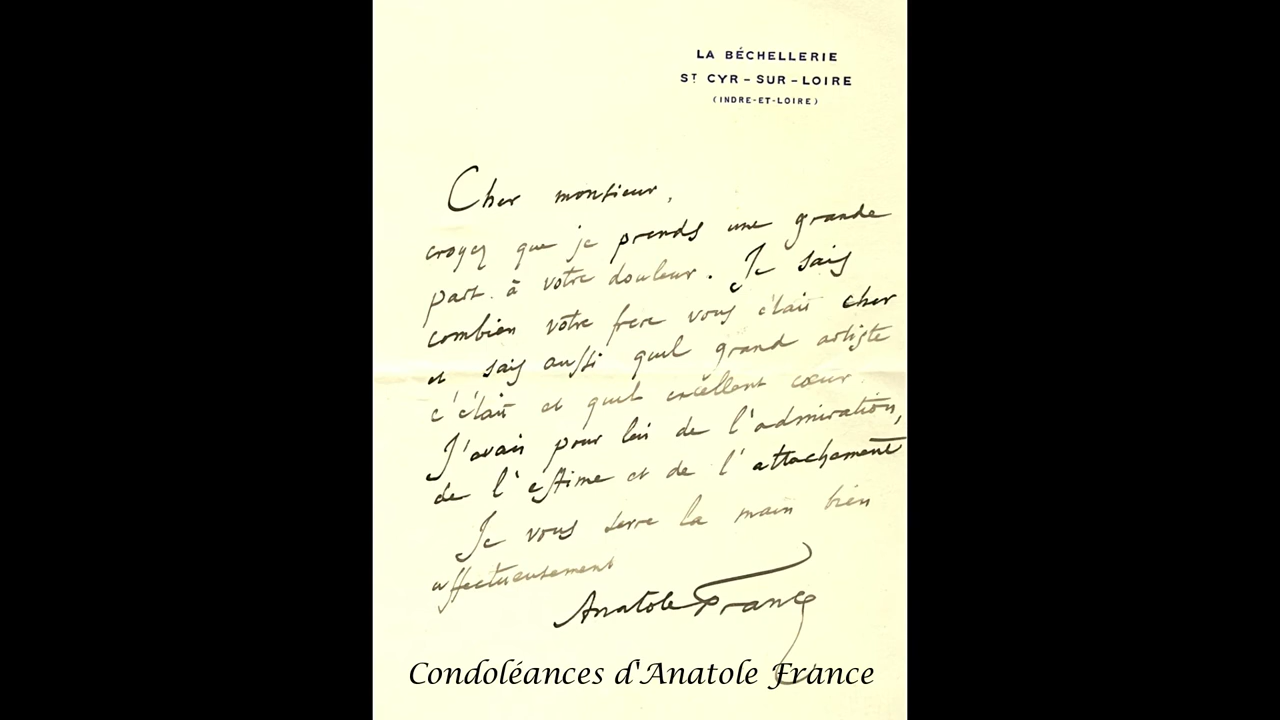 LA BÉCHELLERIE
ST CYR-SUR-LOIRE
(INDRE-ET-LOIRE)
Cher monsieur,
croyez que je prends une grande
part à votre douleur. Je sais
combien votre frere vous était cher
et sais aussi quel grand artiste
c'était et quel excellent cœur.
J'avais pour lui de l'admiration,
de l'estime et de l'attachement
Je vous serre la main bien
affectueusement
Anatole France
Condoléances d'Anatole France